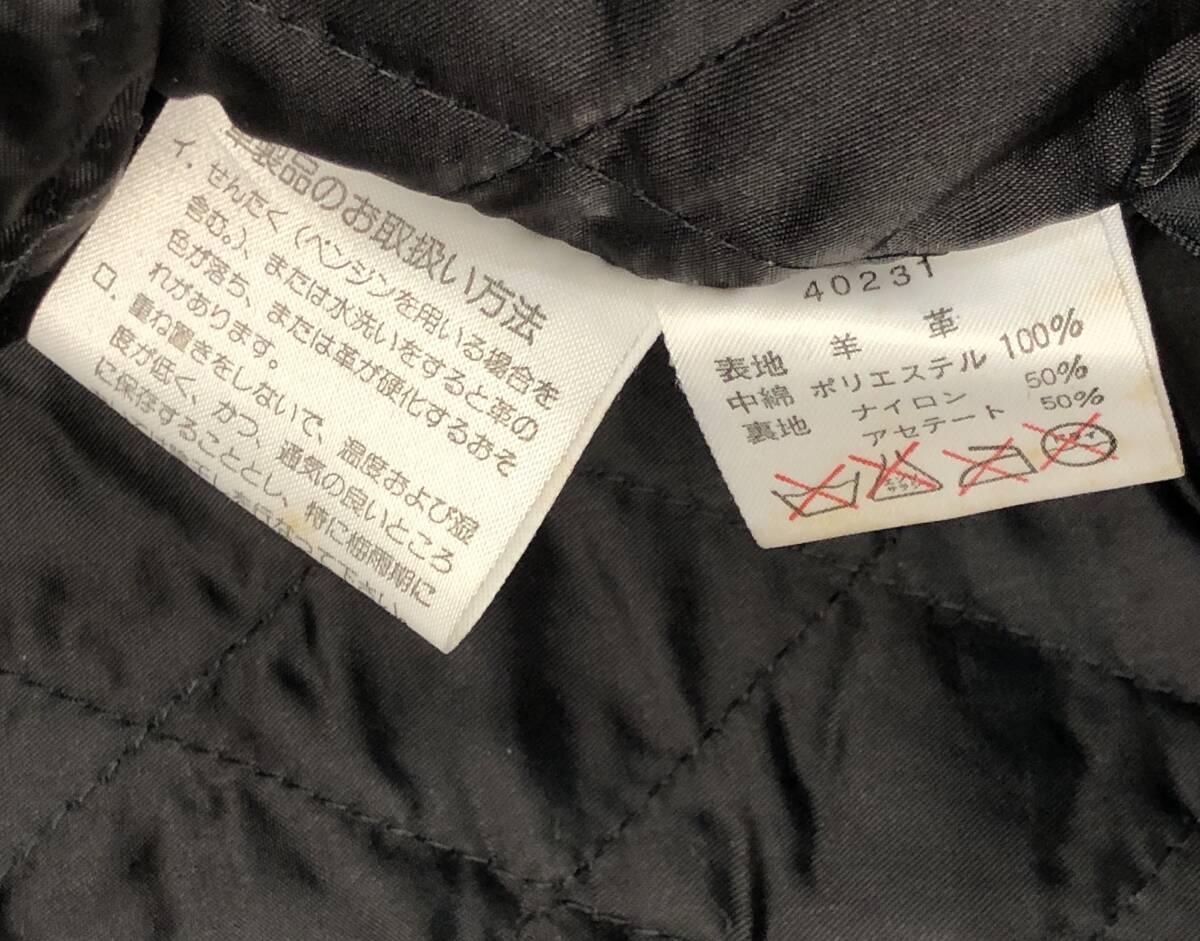 革製品のお取扱い方法
イ．せんたく（ベンジンを用いる場合を
含む。）、または水洗いをすると革の
色が落ち、または革が硬化するおそ
れがあります。
ロ．重ね置きをしないで、温度および湿
度が低く、かつ、通気の良いところ
に保存することとし、特に梅雨期に
行なって下さい。
40231
表地 羊 革
中綿 ポリエステル 100%
裏地 ナイロン 50%
アセテート 50%